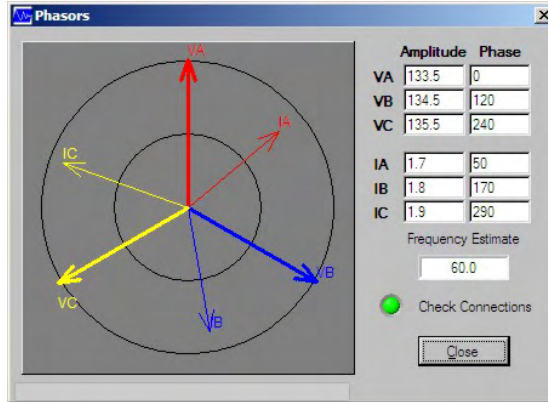 Phasors
VA
IA
IC
VB
VC
IB
Amplitude Phase
VA 133.5 0
VB 134.5 120
VC 135.5 240
IA 1.7 50
IB 1.8 170
IC 1.9 290
Frequency Estimate
60.0
Check Connections
Close